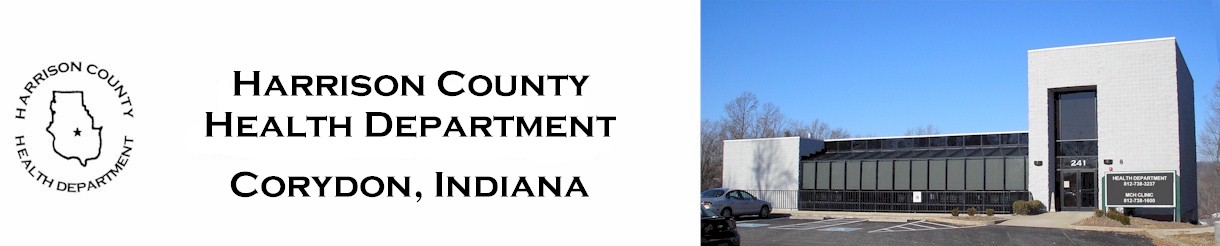 HARRISON COUNTY
HEALTH DEPARTMENT
HARRISON COUNTY
HEALTH DEPARTMENT
CORYDON, INDIANA
241
HEALTH DEPARTMENT
812-738-3237
MCH CLINIC
812-738-1608